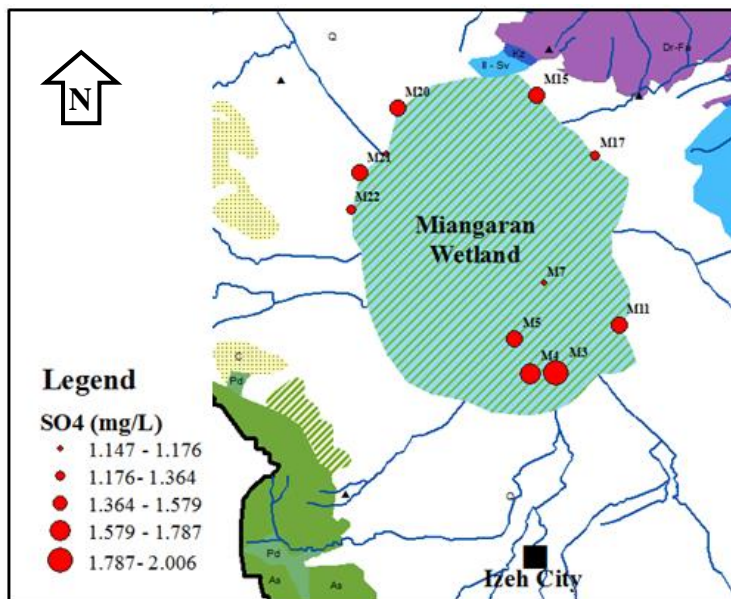 N
Q
Kz
Il - Sv
Dr-Fa
M15
M20
M17
M21
M22
Miangaran
Wetland
M7
M11
M5
M4
M3
C
Pd
Legend
SO4 (mg/L)
1.147 - 1.176
1.176- 1.364
1.364 - 1.579
1.579 - 1.787
1.787- 2.006
Q
Pd
As
As
Izeh City